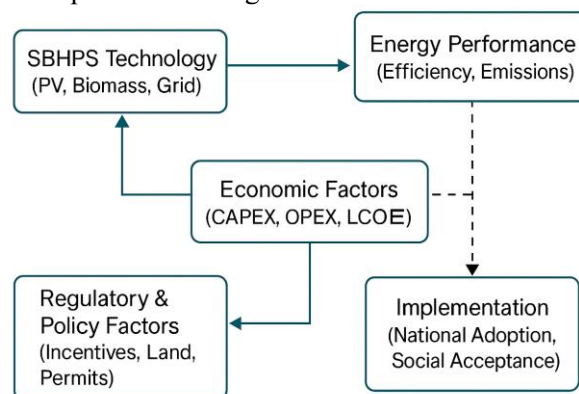 SBHPS Technology
(PV, Biomass, Grid)
Energy Performance
(Efficiency, Emissions)
Economic Factors
(CAPEX, OPEX, LCOE)
Regulatory &
Policy Factors
(Incentives, Land,
Permits)
Implementation
(National Adoption,
Social Acceptance)